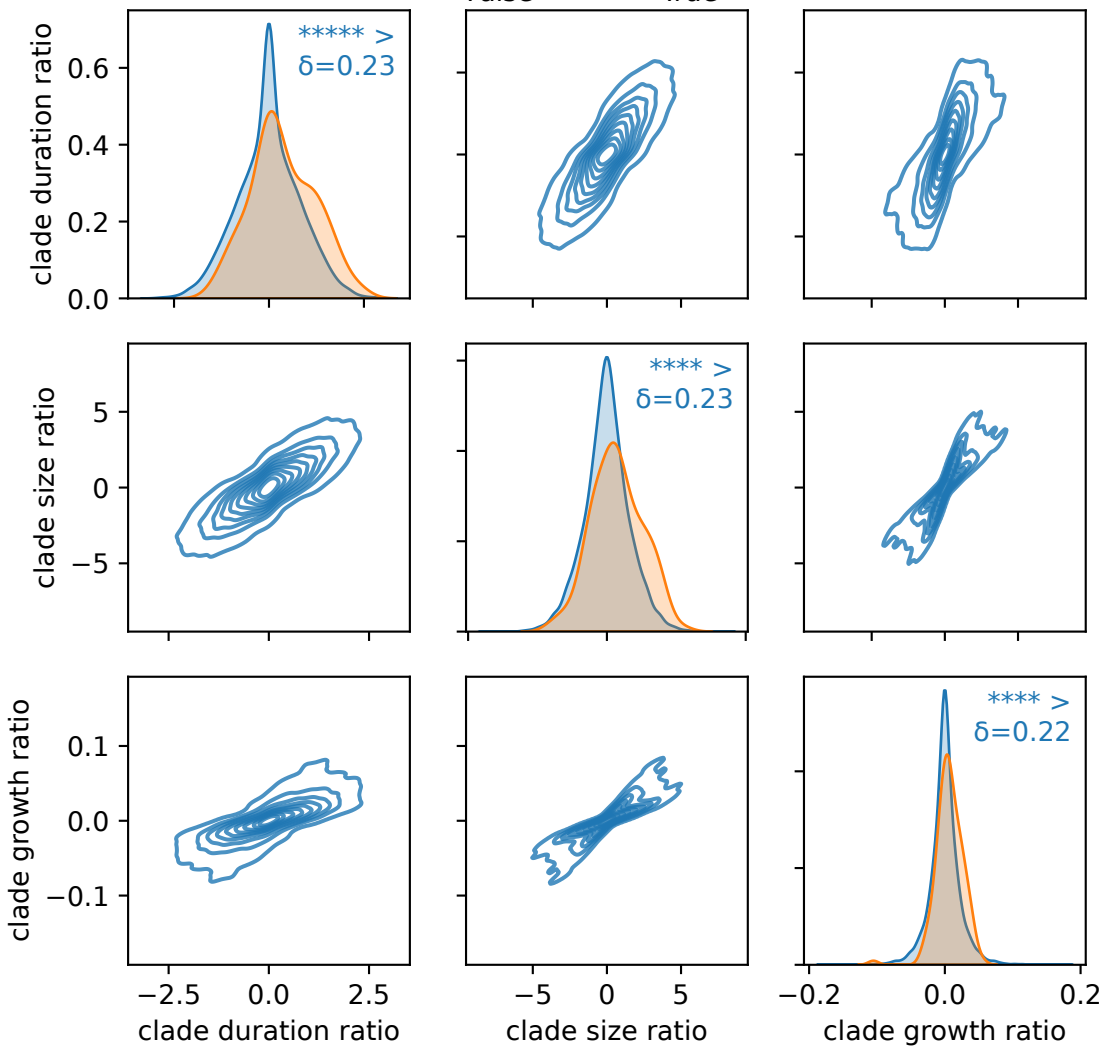 ***** >
δ=0.23
clade duration ratio
0.6
0.4
0.2
0.0
**** >
δ=0.23
clade size ratio
5
0
−5
**** >
δ=0.22
clade growth ratio
0.1
0.0
−0.1
−2.5 0.0 2.5
−5 0 5
−0.2 0.0 0.2
clade duration ratio
clade size ratio
clade growth ratio